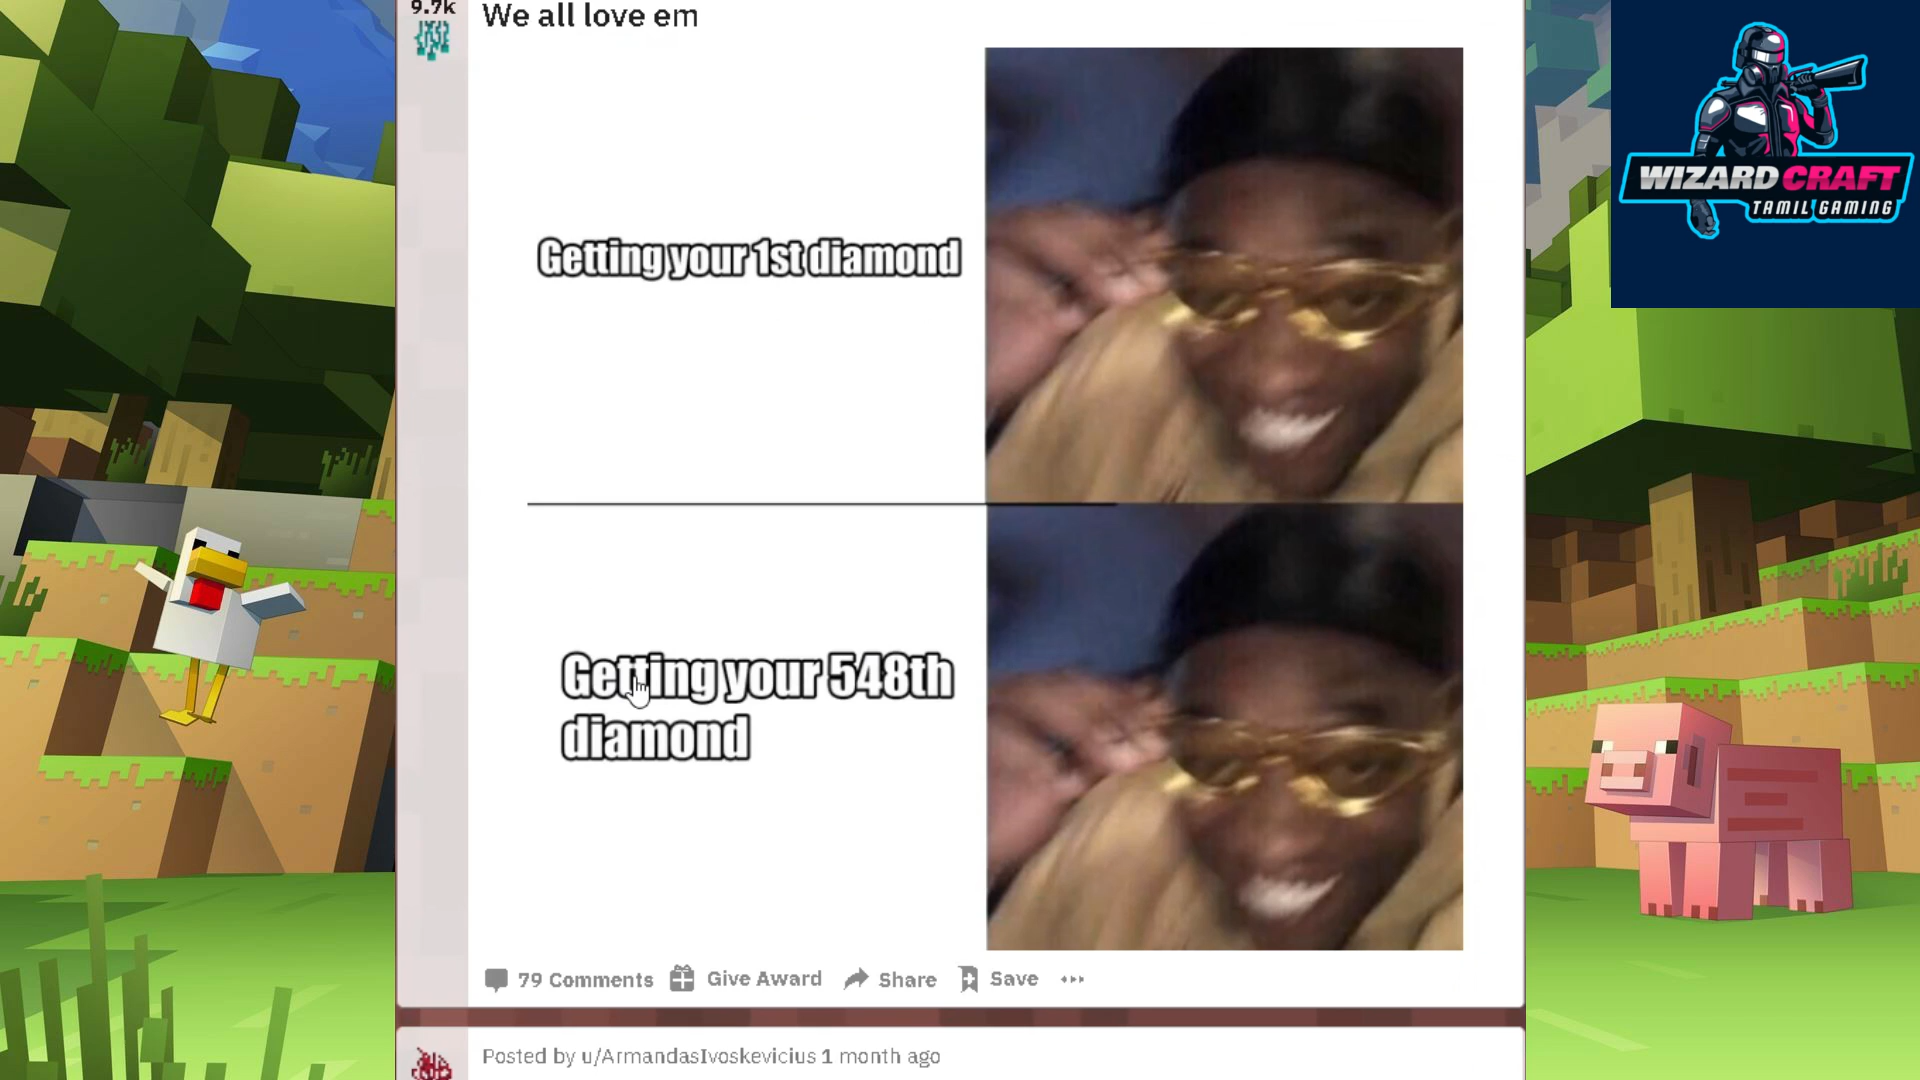 9.7k
We all love em
WIZARD CRAFT
TAMIL GAMING
Getting your 1st diamond
Getting your 548th
diamond
79 Comments Give Award Share Save
Posted by u/ArmandasIvoskevicius 1 month ago